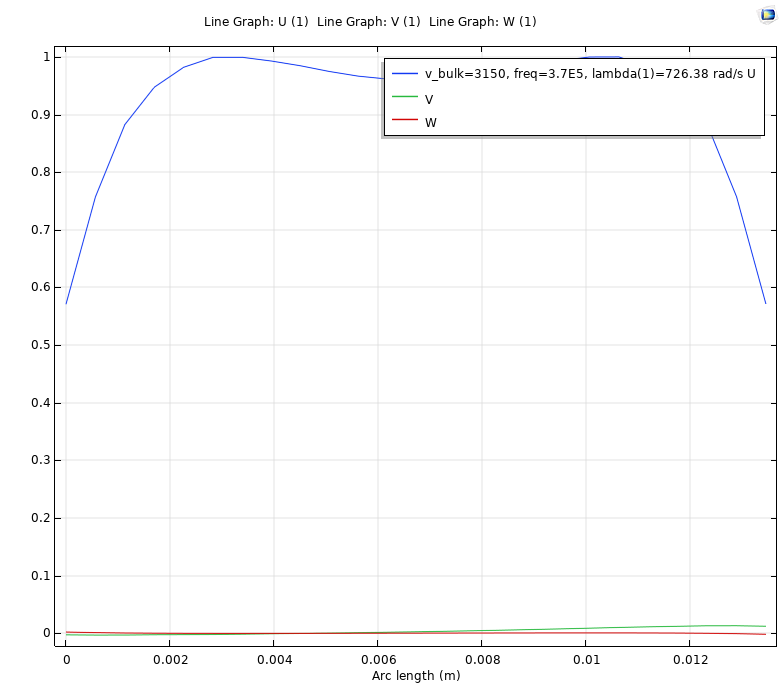 Line Graph: U (1)  Line Graph: V (1)  Line Graph: W (1)
v_bulk=3150, freq=3.7E5, lambda(1)=726.38 rad/s U
V
W
1
0.9
0.8
0.7
0.6
0.5
0.4
0.3
0.2
0.1
0
0 0.002 0.004 0.006 0.008 0.01 0.012
Arc length (m)